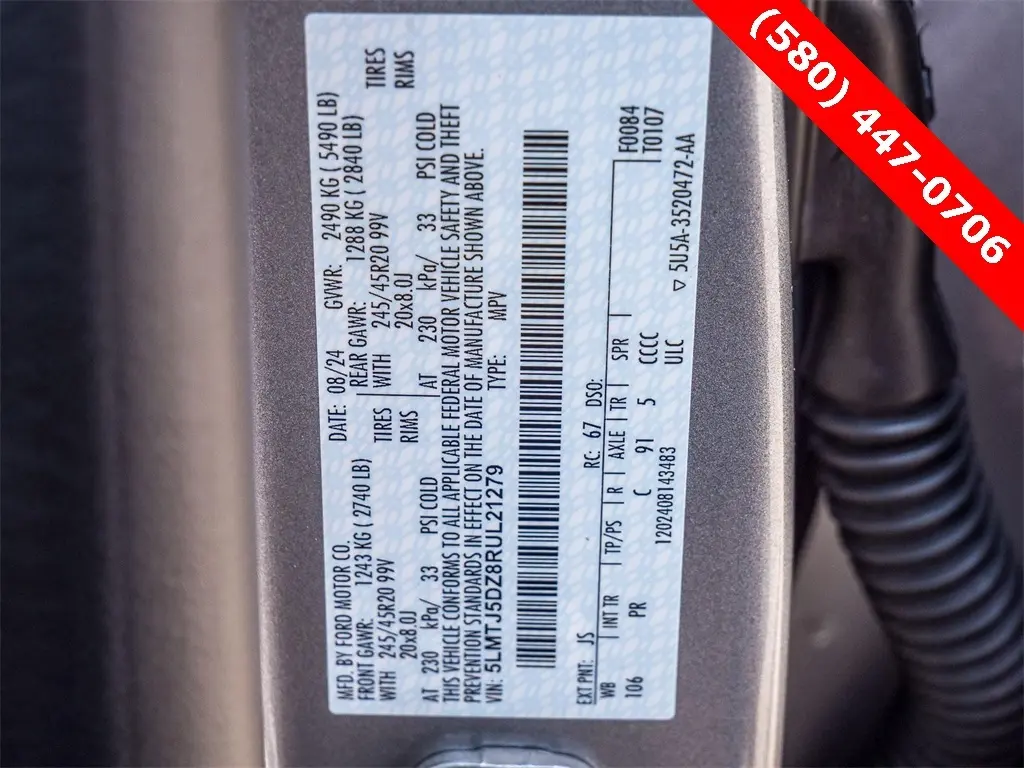 (580) 447-0706
MFD. BY FORD MOTOR CO.
DATE: 08/24 GVWR: 2490 KG ( 5490 LB)
FRONT GAWR: 1243 KG ( 2740 LB)
REAR GAWR: 1288 KG ( 2840 LB)
WITH 245/45R20 99V TIRES
WITH 245/45R20 99V TIRES
20x8.0J RIMS
20x8.0J RIMS
AT 230 kPa/ 33 PSI COLD
AT 230 kPa/ 33 PSI COLD
THIS VEHICLE CONFORMS TO ALL APPLICABLE FEDERAL MOTOR VEHICLE SAFETY AND THEFT
PREVENTION STANDARDS IN EFFECT ON THE DATE OF MANUFACTURE SHOWN ABOVE.
VIN: 5LMTJ5DZ8RUL21279 TYPE: MPV
EXT PNT: JS RC: 67 DSO: F0084
WB INT TR TP/PS R AXLE TR SPR T0107
106 PR C 91 5 CCCC
1202408143483 ULC
5U5A-3520472-AA